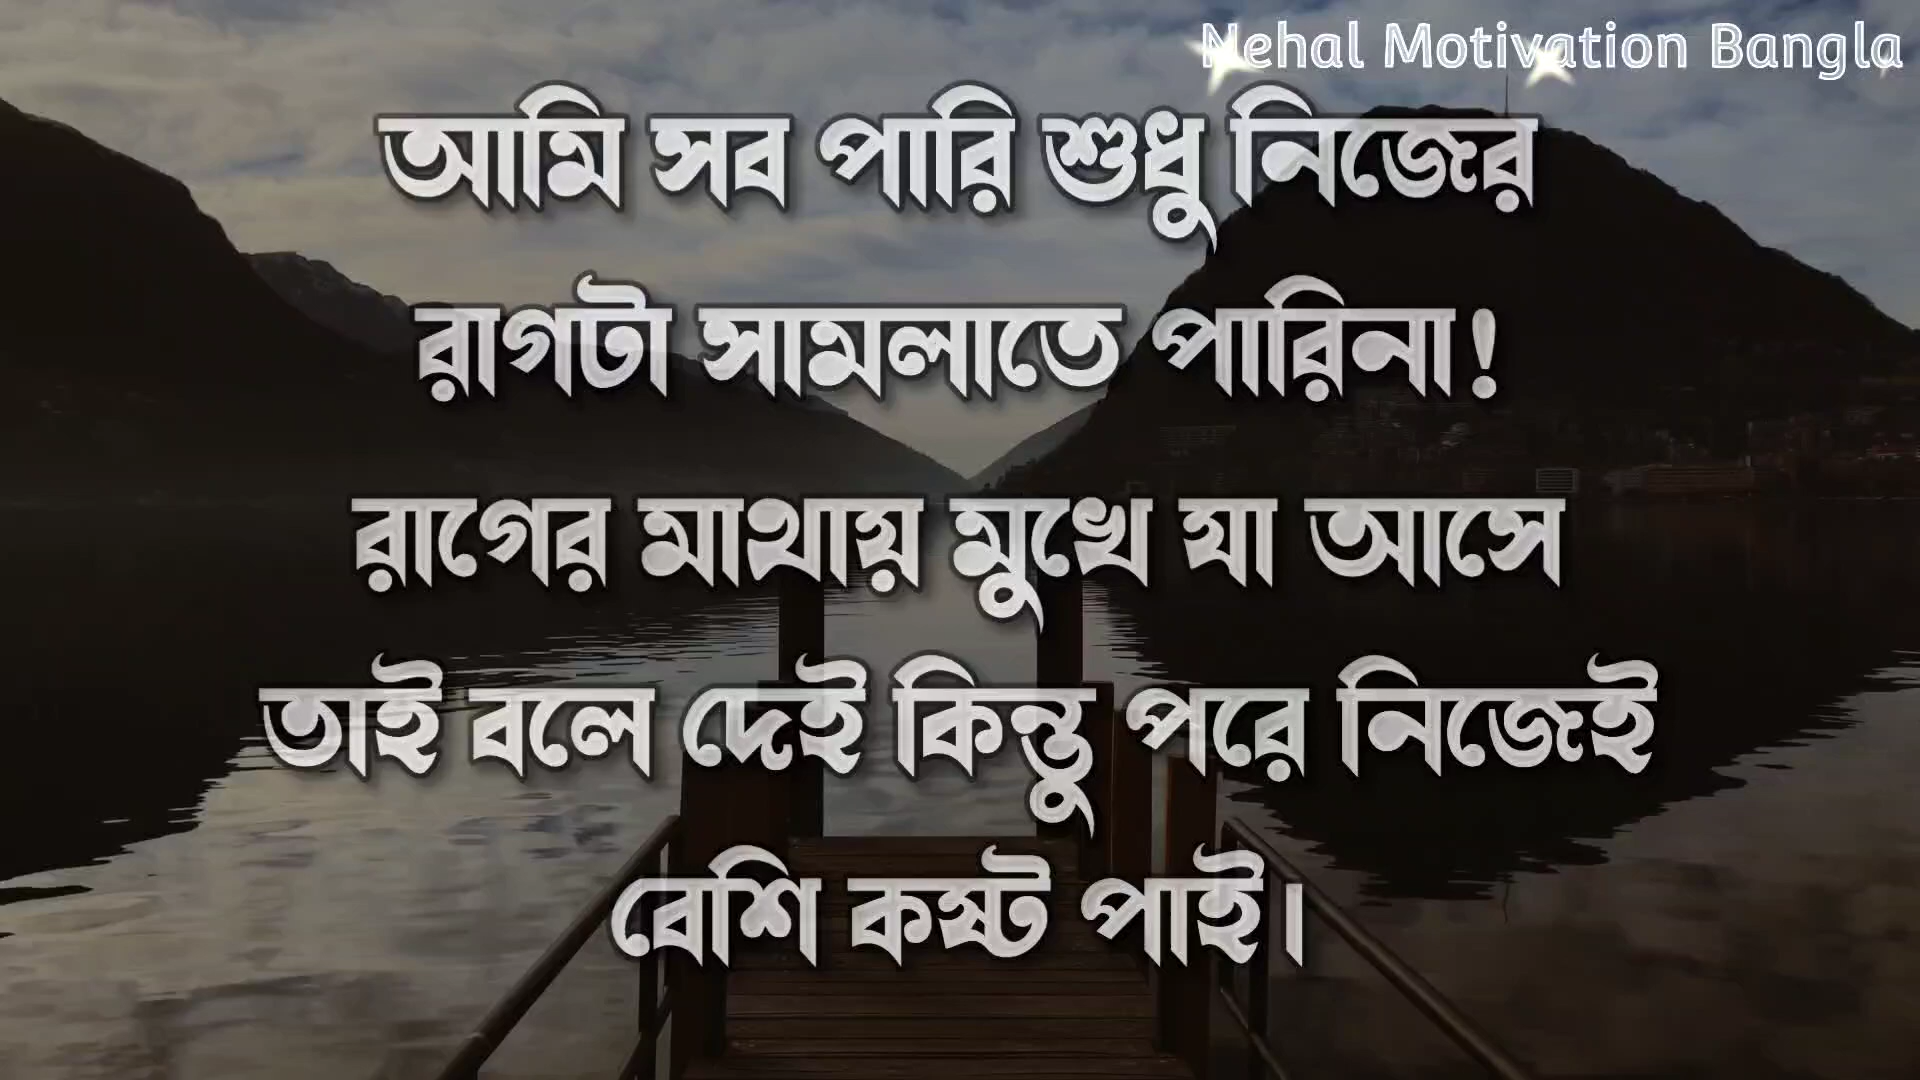 Nehal Motivation Bangla
আমি সব পারি শুধু নিজের
রাগটা সামলাতে পারিনা!
রাগের মাথায় মুখে যা আসে
তাই বলে দেই কিন্তু পরে নিজেই
বেশি কষ্ট পাই।